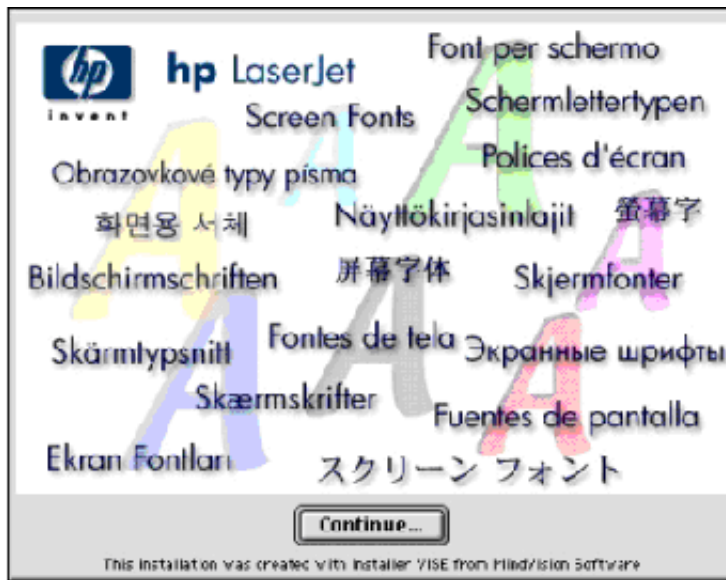 Font per schermo
hp
invent
hp LaserJet
Screen Fonts
Schermlettertypen
Obrazovkové typy písma
Polices d'écran
화면용 서체
Näyttökirjasinlajit
螢幕字
Bildschirmschriften
屏幕字体
Skjermfonter
Skärmtypsnitt
Fontes de tela
Экранные шрифты
Skærmskrifter
Fuentes de pantalla
Ekran Fontları
スクリーン フォント
Continue...
This installation was created with Installer VISE from MindVision Software